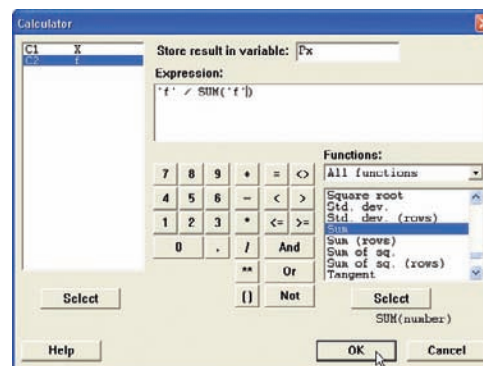 Calculator
C1 X
C2 f
Store result in variable: Px
Expression:
'f' / SUM('f')
Functions:
All functions
7 8 9 + = <>
4 5 6 - < >
1 2 3 * <= >=
0 . / And
** Or
() Not
Square root
Std. dev.
Std. dev. (rows)
Sum
Sum (rows)
Sum of sq.
Sum of sq. (rows)
Tangent
Select
Select
SUM(number)
Help
OK
Cancel